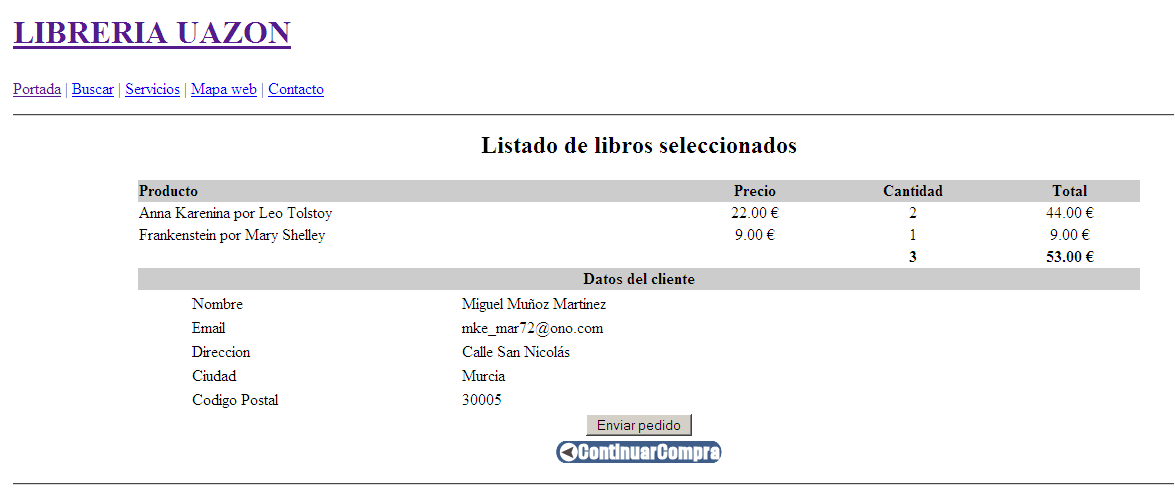 LIBRERIA UAZON
Portada | Buscar | Servicios | Mapa web | Contacto
Listado de libros seleccionados
Producto Precio Cantidad Total
Anna Karenina por Leo Tolstoy 22.00 € 2 44.00 €
Frankenstein por Mary Shelley 9.00 € 1 9.00 €
3 53.00 €
Datos del cliente
Nombre Miguel Muñoz Martinez
Email mke_mar72@ono.com
Direccion Calle San Nicolás
Ciudad Murcia
Codigo Postal 30005
Enviar pedido
ContinuarCompra